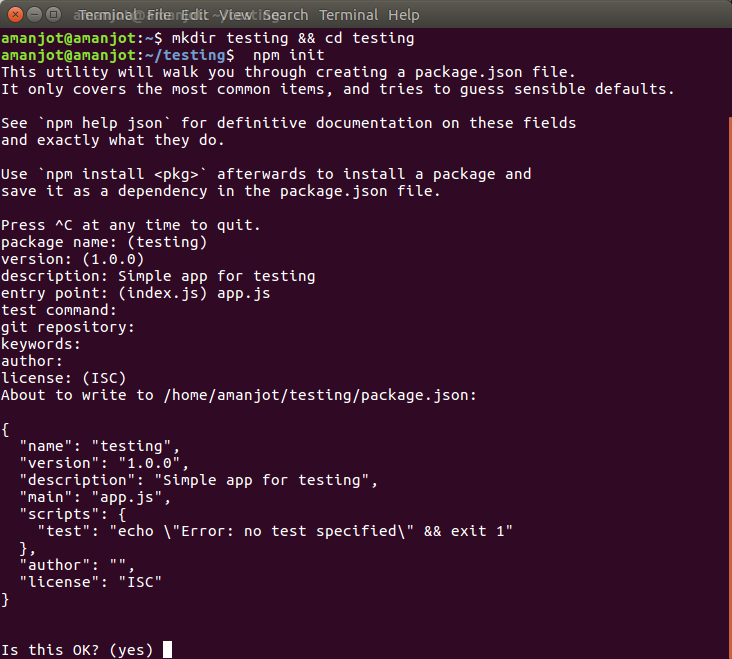 Terminal File Edit View Search Terminal Help
amanjot@amanjot:~$ mkdir testing && cd testing
amanjot@amanjot:~/testing$  npm init
This utility will walk you through creating a package.json file.
It only covers the most common items, and tries to guess sensible defaults.

See `npm help json` for definitive documentation on these fields
and exactly what they do.

Use `npm install <pkg>` afterwards to install a package and
save it as a dependency in the package.json file.

Press ^C at any time to quit.
package name: (testing)
version: (1.0.0)
description: Simple app for testing
entry point: (index.js) app.js
test command:
git repository:
keywords:
author:
license: (ISC)
About to write to /home/amanjot/testing/package.json:

{
  "name": "testing",
  "version": "1.0.0",
  "description": "Simple app for testing",
  "main": "app.js",
  "scripts": {
    "test": "echo \"Error: no test specified\" && exit 1"
  },
  "author": "",
  "license": "ISC"
}

Is this OK? (yes)